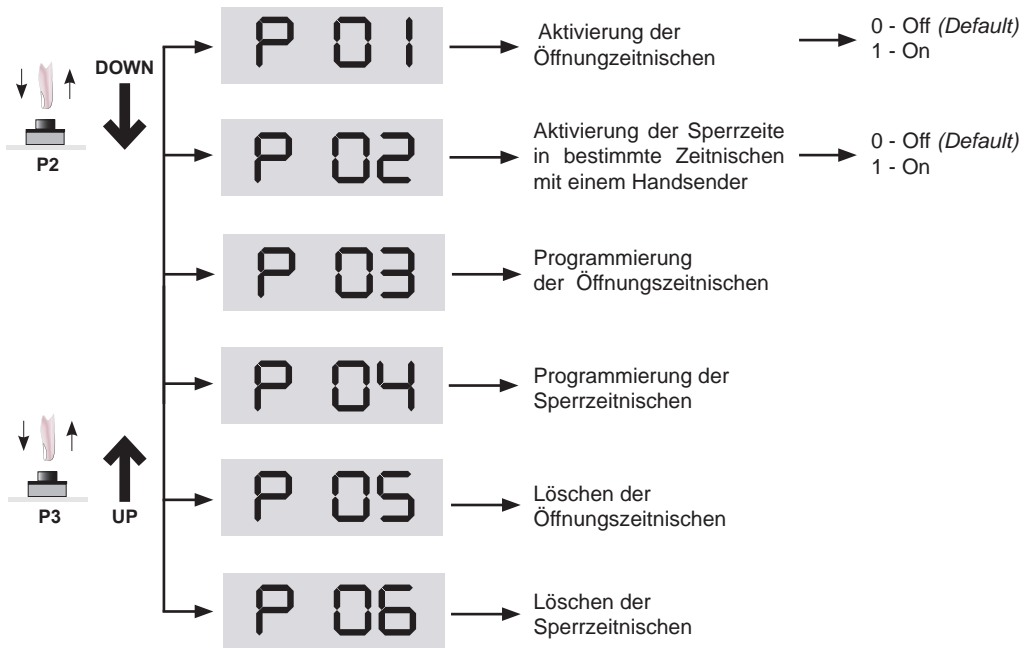 P 01
Aktivierung der
Öffnungzeitnischen
0 - Off (Default)
1 - On
DOWN
P2
P 02
Aktivierung der Sperrzeite
in bestimmte Zeitnischen
mit einem Handsender
0 - Off (Default)
1 - On
P 03
Programmierung
der Öffnungszeitnischen
P 04
Programmierung der
Sperrzeitnischen
P3
UP
P 05
Löschen der
Öffnungszeitnischen
P 06
Löschen der
Sperrzeitnischen